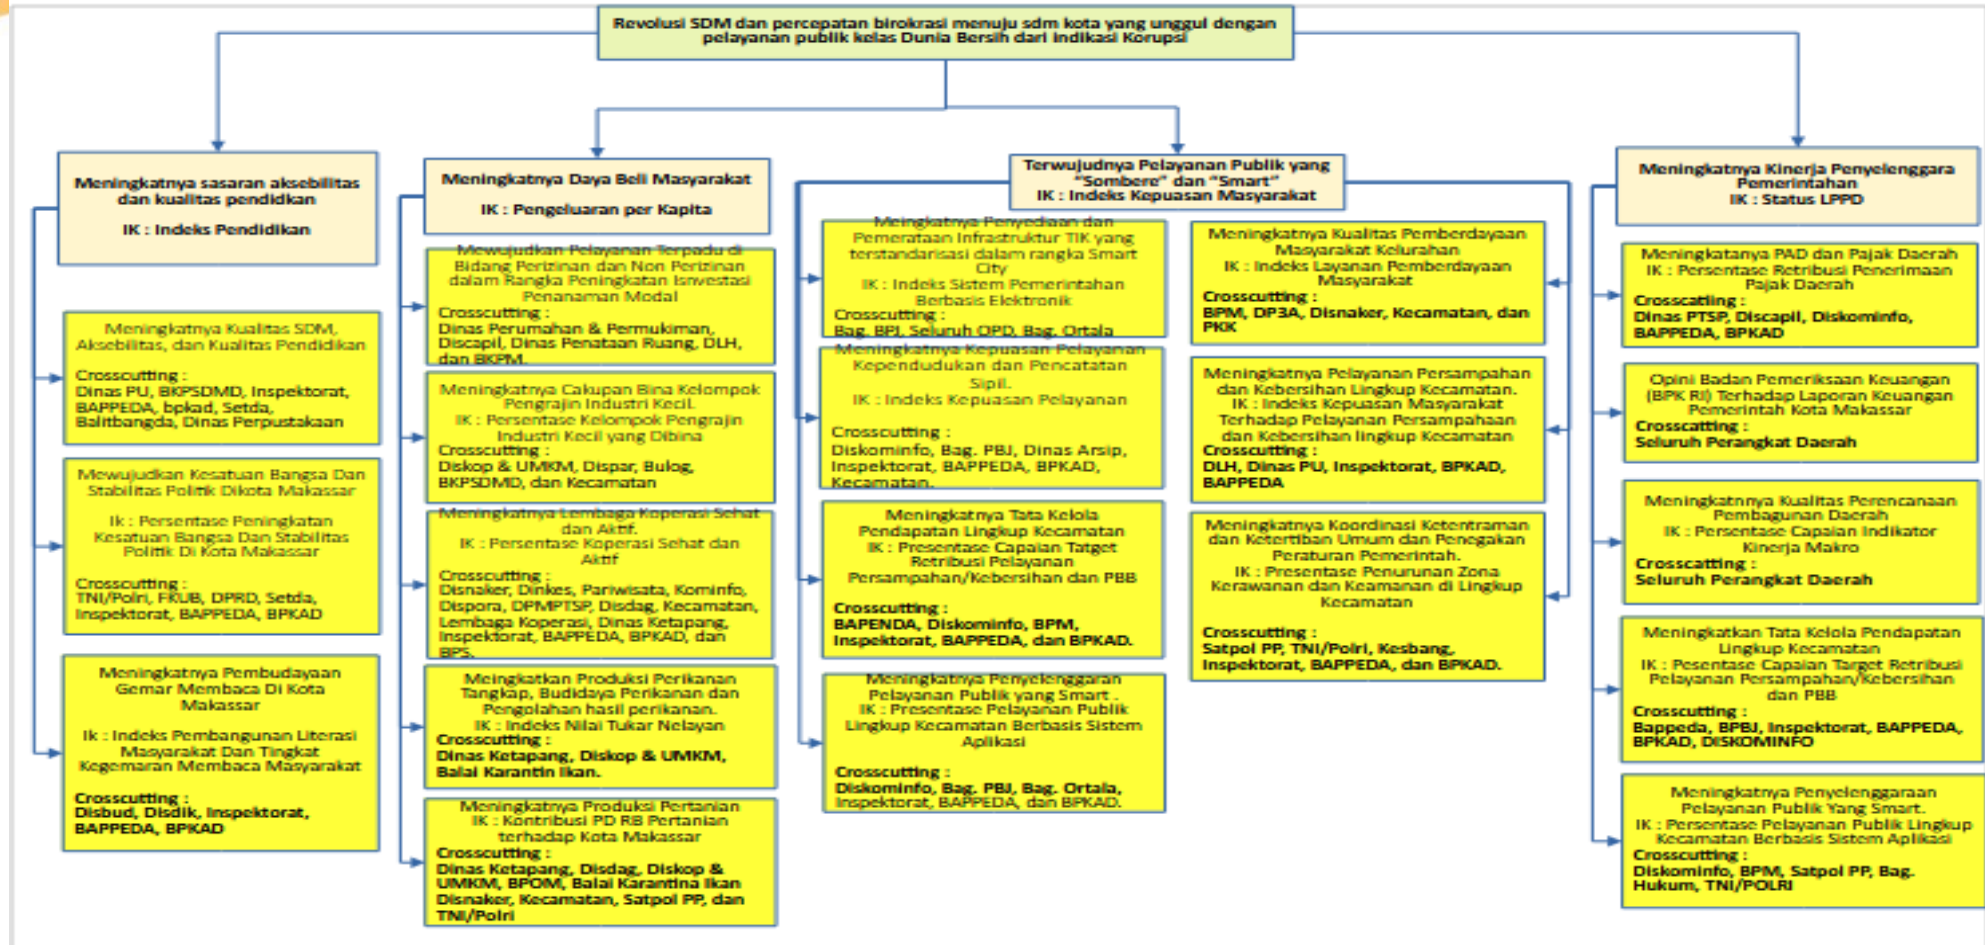 Revolusi SDM dan percepatan birokrasi menuju sdm kota yang unggul dengan
pelayanan publik kelas Dunia Bersih dari Indikasi Korupsi
Meningkatnya sasaran aksebilitas
dan kualitas pendidkan
IK : Indeks Pendidikan
Meningkatnya Kualitas SDM,
Aksebilitas, dan Kualitas Pendidikan
Crosscutting :
Dinas PU, BKPSDMD, Inspektorat,
BAPPEDA, bpkad, Setda,
Balitbangda, Dinas Perpustakaan
Mewujudkan Kesatuan Bangsa Dan
Stabilitas Politik Dikota Makassar
Ik : Persentase Peningkatan
Kesatuan Bangsa Dan Stabilitas
Politik Di Kota Makassar
Crosscutting :
TNI/Polri, FKUB, DPRD, Setda,
Inspektorat, BAPPEDA, BPKAD
Meningkatnya Pembudayaan
Gemar Membaca Di Kota
Makassar
Ik : Indeks Pembangunan Literasi
Masyarakat Dan Tingkat
Kegemaran Membaca Masyarakat
Crosscutting :
Disbud, Disdik, Inspektorat,
BAPPEDA, BPKAD
Meningkatnya Daya Beli Masyarakat
IK : Pengeluaran per Kapita
Mewujudkan Pelayanan Terpadu di
Bidang Perizinan dan Non Perizinan
dalam Rangka Peningkatan Isnvestasi
Penanaman Modal
Crosscutting :
Dinas Perumahan & Permukiman,
Discapil, Dinas Penataan Ruang, DLH,
dan BKPM.
Meningkatnya Cakupan Bina Kelompok
Pengrajin Industri Kecil.
IK : Persentase Kelompok Pengrajin
Industri Kecil yang Dibina
Crosscutting :
Diskop & UMKM, Dispar, Bulog,
BKPSDMD, dan Kecamatan
Meningkatnya Lembaga Koperasi Sehat
dan Aktif.
IK : Persentase Koperasi Sehat dan
Aktif
Crosscutting :
Disnaker, Dinkes, Pariwisata, Kominfo,
Dispora, DPMPTSP, Disdag, Kecamatan,
Lembaga Koperasi, Dinas Ketapang,
Inspektorat, BAPPEDA, BPKAD, dan
BPS.
Meingkatkan Produksi Perikanan
Tangkap, Budidaya Perikanan dan
Pengolahan hasil perikanan.
IK : Indeks Nilai Tukar Nelayan
Crosscutting :
Dinas Ketapang, Diskop & UMKM,
Balai Karantin Ikan.
Meningkatnya Produksi Pertanian
IK : Kontribusi PD RB Pertanian
terhadap Kota Makassar
Crosscutting :
Dinas Ketapang, Disdag, Diskop &
UMKM, BPOM, Balai Karantina Ikan
Disnaker, Kecamatan, Satpol PP, dan
TNI/Polri
Terwujudnya Pelayanan Publik yang
"Sombere" dan "Smart"
IK : Indeks Kepuasan Masyarakat
Meingkatnya Penyediaan dan
Pemerataan Infrastruktur TIK yang
terstandarisasi dalam rangka Smart
City
IK : Indeks Sistem Pemerintahan
Berbasis Elektronik
Crosscutting :
Bag. BPJ, Seluruh OPD, Bag. Ortala
Meningkatnya Kepuasan Pelayanan
Kependudukan dan Pencatatan
Sipil.
IK : Indeks Kepuasan Pelayanan
Crosscutting :
Diskominfo, Bag. PBJ, Dinas Arsip,
Inspektorat, BAPPEDA, BPKAD,
Kecamatan.
Meningkatnya Tata Kelola
Pendapatan Lingkup Kecamatan
IK : Presentase Capaian Tatget
Retribusi Pelayanan
Persampahan/Kebersihan dan PBB
Crosscutting :
BAPENDA, Diskominfo, BPM,
Inspektorat, BAPPEDA, dan BPKAD.
Meningkatnya Penyelenggaran
Pelayanan Publik yang Smart .
IK : Presentase Pelayanan Publik
Lingkup Kecamatan Berbasis Sistem
Aplikasi
Crosscutting :
Diskominfo, Bag. PBJ, Bag. Ortala,
Inspektorat, BAPPEDA, dan BPKAD.
Meningkatnya Kualitas Pemberdayaan
Masyarakat Kelurahan
IK : Indeks Layanan Pemberdayaan
Masyarakat
Crosscutting :
BPM, DP3A, Disnaker, Kecamatan, dan
PKK
Meningkatnya Pelayanan Persampahan
dan Kebersihan Lingkup Kecamatan.
IK : Indeks Kepuasan Masyarakat
Terhadap Pelayanan Persampahaan
dan Kebersihan lingkup Kecamatan
Crosscutting :
DLH, Dinas PU, Inspektorat, BPKAD,
BAPPEDA
Meningkatnya Koordinasi Ketentraman
dan Ketertiban Umum dan Penegakan
Peraturan Pemerintah.
IK : Presentase Penurunan Zona
Kerawanan dan Keamanan di Lingkup
Kecamatan
Crosscutting :
Satpol PP, TNI/Polri, Kesbang,
Inspektorat, BAPPEDA, dan BPKAD.
Meningkatnya Kinerja Penyelenggara
Pemerintahan
IK : Status LPPD
Meningkatanya PAD dan Pajak Daerah
IK : Persentase Retribusi Penerimaan
Pajak Daerah
Crosscatling :
Dinas PTSP, Discapil, Diskominfo,
BAPPEDA, BPKAD
Opini Badan Pemeriksaan Keuangan
(BPK RI) Terhadap Laporan Keuangan
Pemerintah Kota Makassar
Crosscatting :
Seluruh Perangkat Daerah
Meningkatnnya Kualitas Perencanaan
Pembagunan Daerah
IK : Persentase Capaian Indikator
Kinerja Makro
Crosscatting :
Seluruh Perangkat Daerah
Meningkatkan Tata Kelola Pendapatan
Lingkup Kecamatan
IK : Pesentase Capaian Target Retribusi
Pelayanan Persampahan/Kebersihan
dan PBB
Crosscutting :
Bappeda, BPBJ, Inspektorat, BAPPEDA,
BPKAD, DISKOMINFO
Meningkatnya Penyelenggaraan
Pelayanan Publik Yang Smart.
IK : Persentase Pelayanan Publik Lingkup
Kecamatan Berbasis Sistem Aplikasi
Crosscutting :
Diskominfo, BPM, Satpol PP, Bag.
Hukum, TNI/POLRI